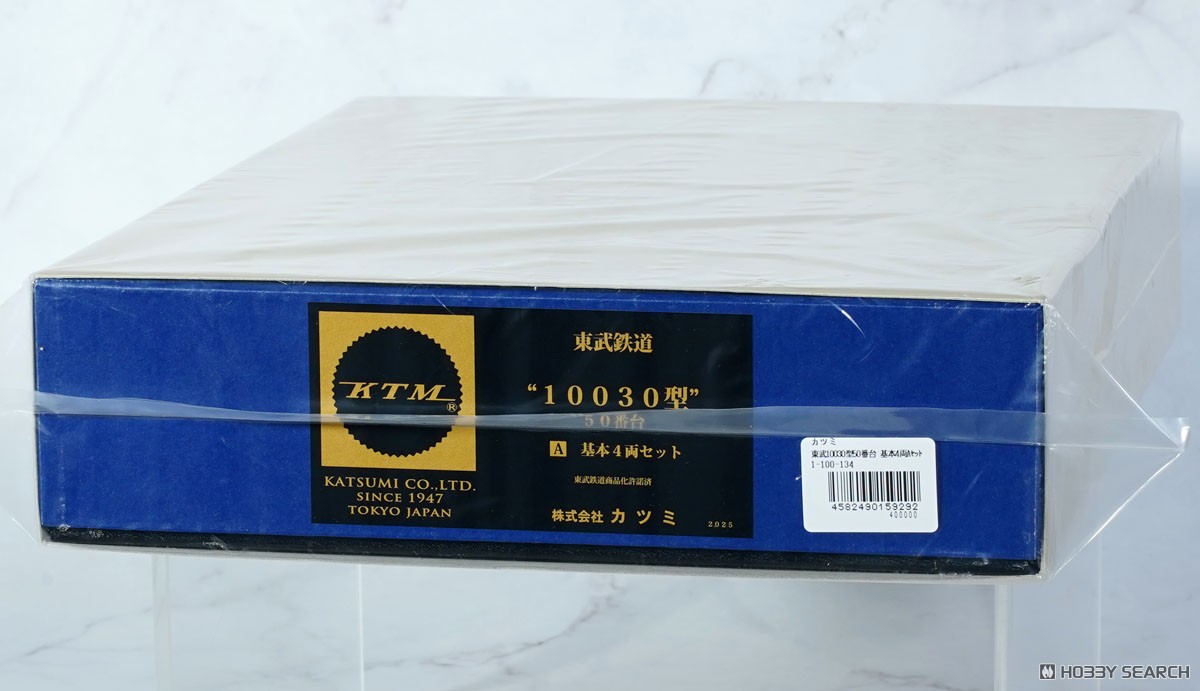 KTM®
KATSUMI CO.,LTD.
SINCE 1947
TOKYO JAPAN
東武鉄道
“10030型”
50番台
A 基本4両セット
東武鉄道商品化許諾済
株式会社 カツミ 2025
カツミ
東武10030型50番台 基本4両セット
1-100-134
4582490159292
400000
HOBBY SEARCH